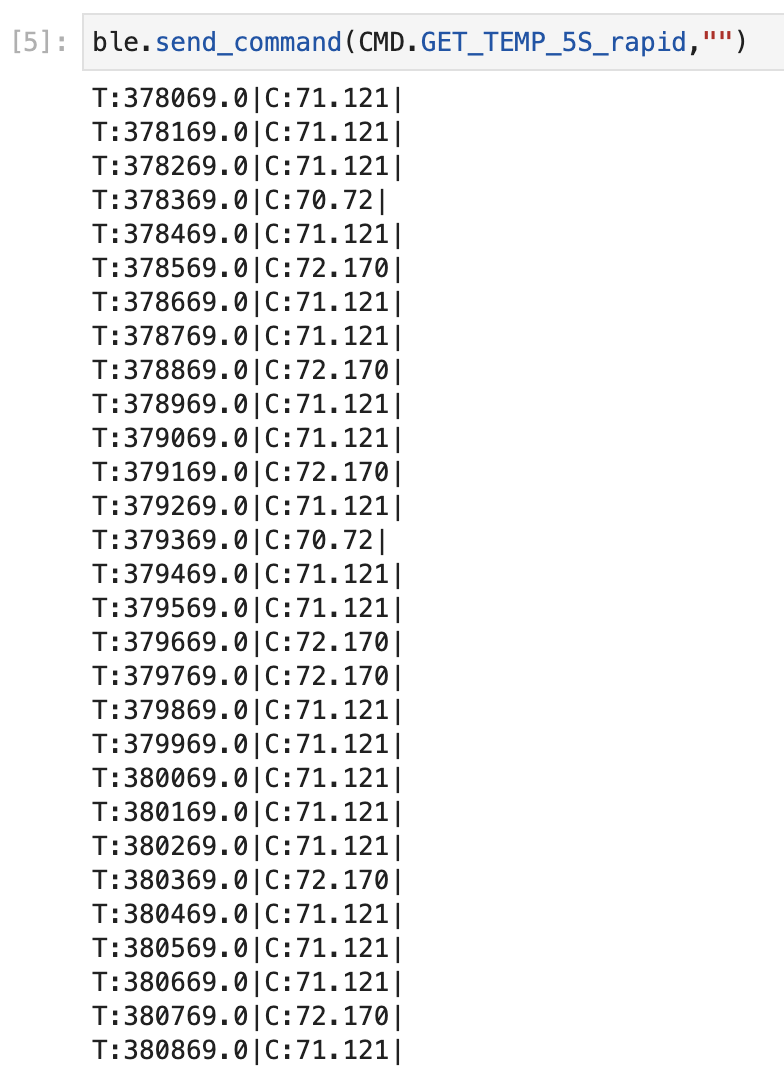 [5]: ble.send_command(CMD.GET_TEMP_5S_rapid,"")
T:378069.0|C:71.121|
T:378169.0|C:71.121|
T:378269.0|C:71.121|
T:378369.0|C:70.72|
T:378469.0|C:71.121|
T:378569.0|C:72.170|
T:378669.0|C:71.121|
T:378769.0|C:71.121|
T:378869.0|C:72.170|
T:378969.0|C:71.121|
T:379069.0|C:71.121|
T:379169.0|C:72.170|
T:379269.0|C:71.121|
T:379369.0|C:70.72|
T:379469.0|C:71.121|
T:379569.0|C:71.121|
T:379669.0|C:72.170|
T:379769.0|C:72.170|
T:379869.0|C:71.121|
T:379969.0|C:71.121|
T:380069.0|C:71.121|
T:380169.0|C:71.121|
T:380269.0|C:71.121|
T:380369.0|C:72.170|
T:380469.0|C:71.121|
T:380569.0|C:71.121|
T:380669.0|C:71.121|
T:380769.0|C:72.170|
T:380869.0|C:71.121|